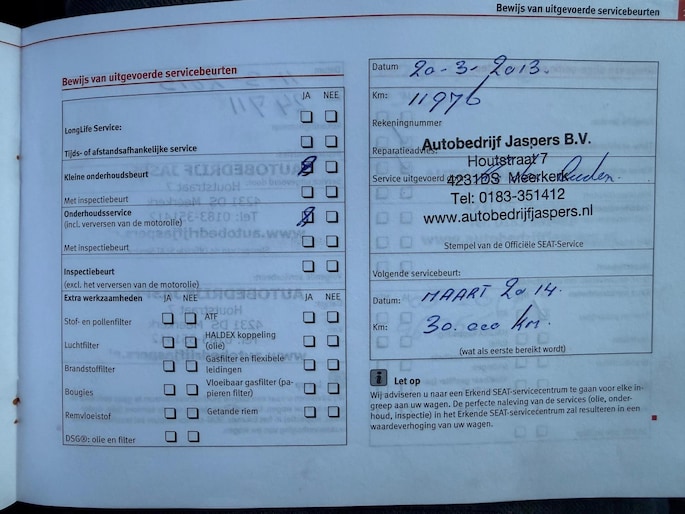 Bewijs van uitgevoerde servicebeurten
Bewijs van uitgevoerde servicebeurten
JA NEE
LongLife Service:
Tijds- of afstandsafhankelijke service
Kleine onderhoudsbeurt
Met inspectiebeurt
Onderhoudsservice
(incl. verversen van de motorolie)
Met inspectiebeurt
Inspectiebeurt
(excl. het verversen van de motorolie)
Extra werkzaamheden JA NEE JA NEE
Stof- en pollenfilter ATF
Luchtfilter HALDEX koppeling
(olie)
Brandstoffilter Gasfilter en flexibele
leidingen
Bougies Vloeibaar gasfilter (pa-
pieren filter)
Remvloeistof Getande riem
DSG®: olie en filter
Datum 20-3-2013.
Km: 11976
Rekeningnummer
Reparatieadvies:
Autobedrijf Jaspers B.V.
Houtstraat 7
Service uitgevoerd
4231DS Meerkerk
Tel: 0183-351412
www.autobedrijfjaspers.nl
Stempel van de Officiële SEAT-Service
Volgende servicebeurt:
Datum: MAART 2014.
Km: 30.000 km.
(wat als eerste bereikt wordt)
i Let op
Wij adviseren u naar een Erkend SEAT-servicecentrum te gaan voor elke in-
greep aan uw wagen. De perfecte naleving van de services (olie, onder-
houd, inspectie) in het Erkende SEAT-servicecentrum zal resulteren in een
waardeverhoging van uw wagen.